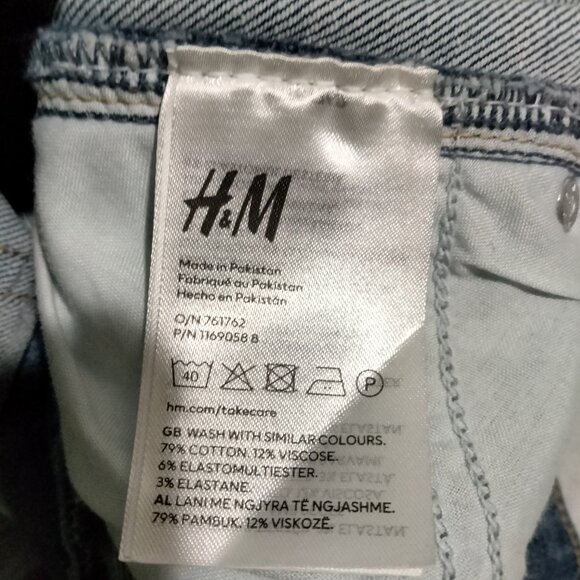 H&M
Made in Pakistan
Fabriqué au Pakistan
Hecho en Pakistán
O/N 761762
P/N 1169058 8
40
P
hm.com/takecare
GB WASH WITH SIMILAR COLOURS.
79% COTTON. 12% VISCOSE.
6% ELASTOMULTIESTER.
3% ELASTANE.
AL LANI ME NGJYRA TË NGJASHME.
79% PAMBUK. 12% VISKOZË.